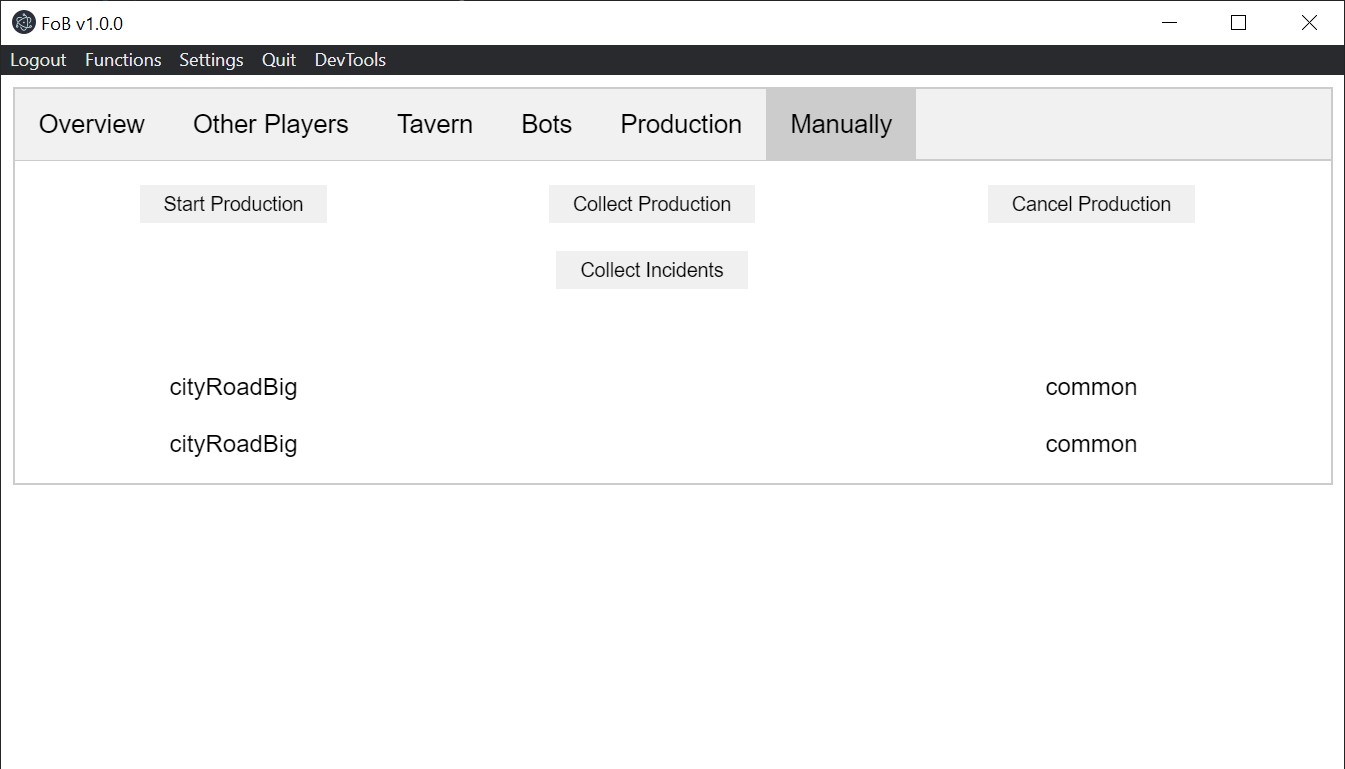 FoB v1.0.0
Logout Functions Settings Quit DevTools
Overview Other Players Tavern Bots Production Manually
Start Production Collect Production Cancel Production
Collect Incidents
cityRoadBig common
cityRoadBig common